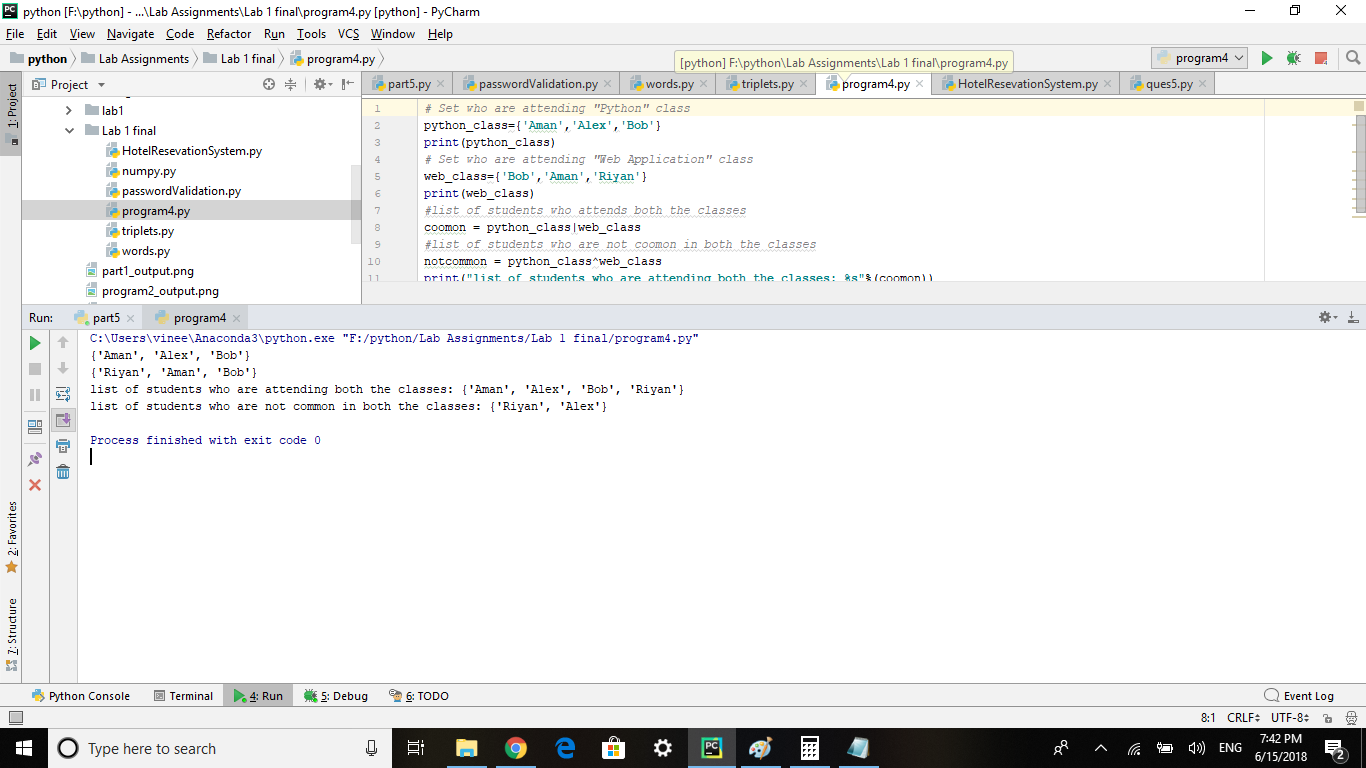 python [F:\python] - ...\Lab Assignments\Lab 1 final\program4.py [python] - PyCharm
File Edit View Navigate Code Refactor Run Tools VCS Window Help
python Lab Assignments Lab 1 final program4.py
[python] F:\python\Lab Assignments\Lab 1 final\program4.py
program4
1: Project
Project
part5.py passwordValidation.py words.py triplets.py program4.py HotelResevationSystem.py ques5.py
lab1
Lab 1 final
HotelResevationSystem.py
numpy.py
passwordValidation.py
program4.py
triplets.py
words.py
part1_output.png
program2_output.png
1 # Set who are attending "Python" class
2 python_class={'Aman','Alex','Bob'}
3 print(python_class)
4 # Set who are attending "Web Application" class
5 web_class={'Bob','Aman','Riyan'}
6 print(web_class)
7 #list of students who attends both the classes
8 coomon = python_class|web_class
9 #list of students who are not coomon in both the classes
10 notcommon = python_class^web_class
11 print("list of students who are attending both the classes: %s"%(coomon))
Run: part5 program4
C:\Users\vinee\Anaconda3\python.exe "F:/python/Lab Assignments/Lab 1 final/program4.py"
{'Aman', 'Alex', 'Bob'}
{'Riyan', 'Aman', 'Bob'}
list of students who are attending both the classes: {'Aman', 'Alex', 'Bob', 'Riyan'}
list of students who are not common in both the classes: {'Riyan', 'Alex'}
Process finished with exit code 0
2: Favorites
7: Structure
Python Console Terminal 4: Run 5: Debug 6: TODO Event Log
8:1 CRLF UTF-8
Type here to search
PC
ENG
7:42 PM
6/15/2018
2